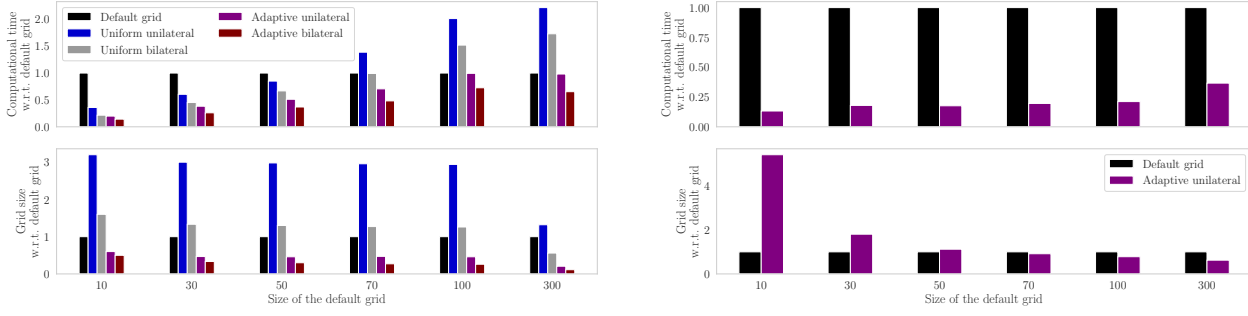 Computational time
w.r.t. default grid
2.0
1.5
1.0
0.5
0.0
Default grid
Uniform unilateral
Uniform bilateral
Adaptive unilateral
Adaptive bilateral
Grid size
w.r.t. default grid
3
2
1
0
10 30 50 70 100 300
Size of the default grid
Computational time
w.r.t. default grid
1.00
0.75
0.50
0.25
0.00
Grid size
w.r.t. default grid
4
2
0
Default grid
Adaptive unilateral
10 30 50 70 100 300
Size of the default grid